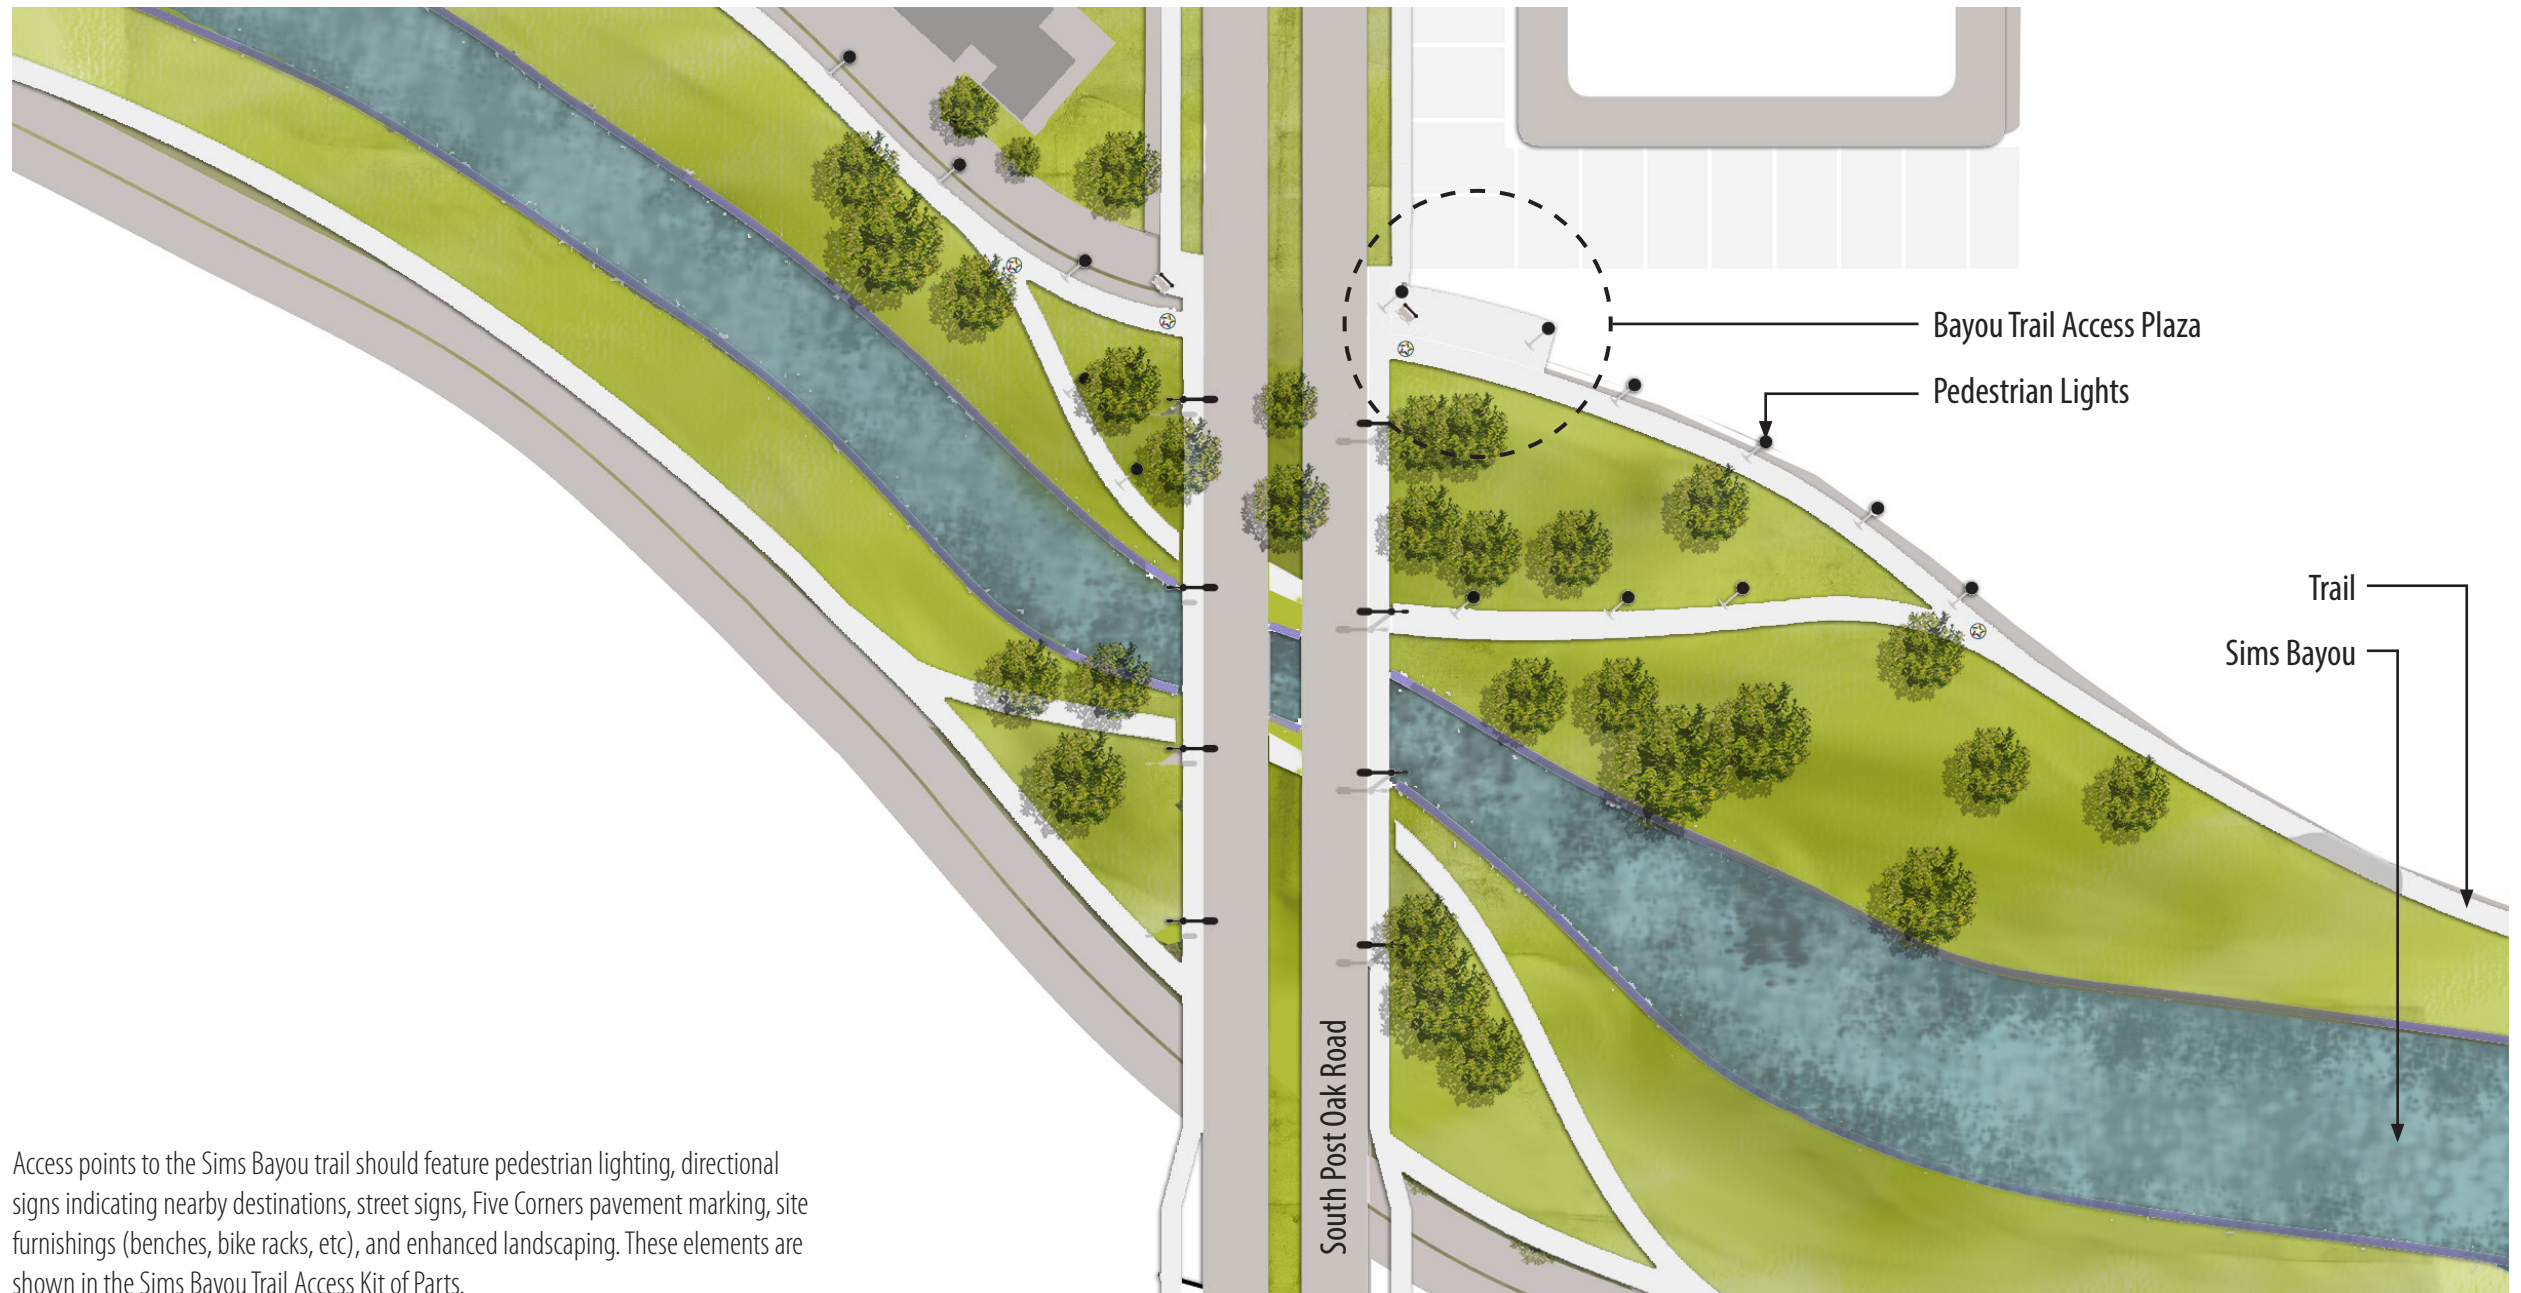 Bayou Trail Access Plaza
Pedestrian Lights
Trail
Sims Bayou
South Post Oak Road
Access points to the Sims Bayou trail should feature pedestrian lighting, directional
signs indicating nearby destinations, street signs, Five Corners pavement marking, site
furnishings (benches, bike racks, etc), and enhanced landscaping. These elements are
shown in the Sims Bayou Trail Access Kit of Parts.